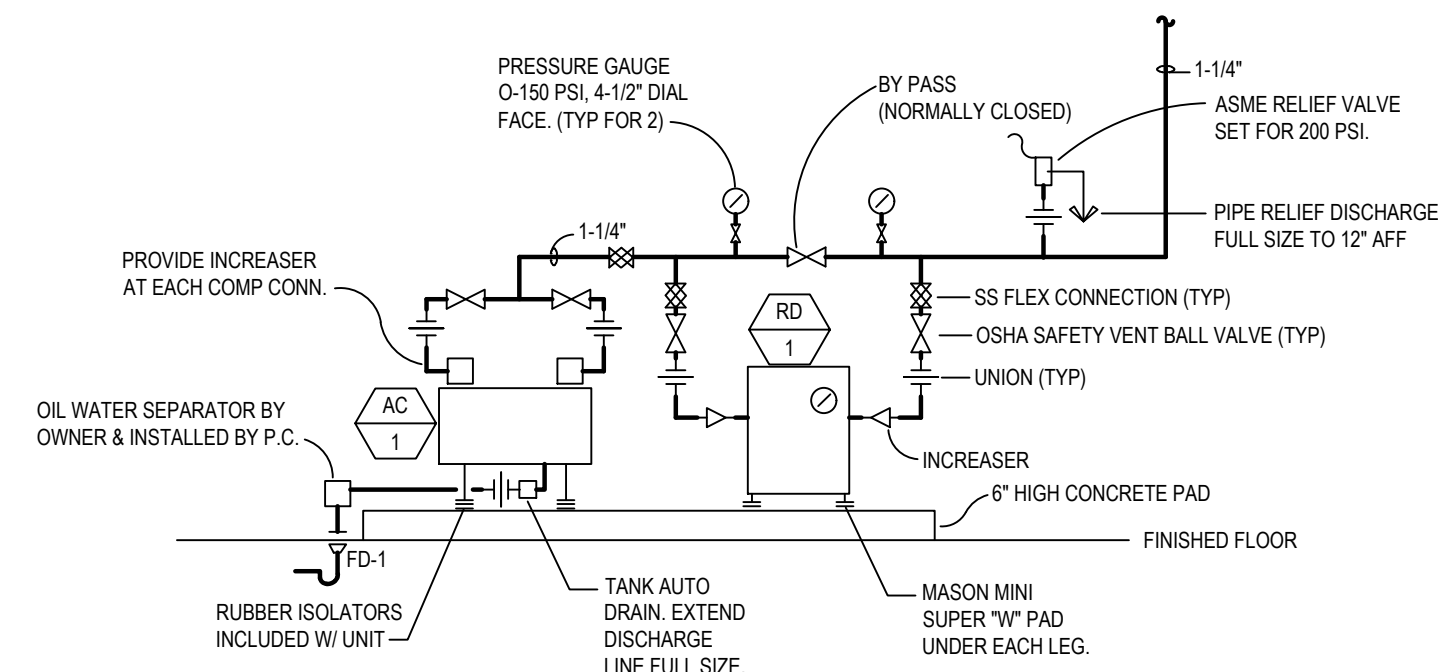 PRESSURE GAUGE
O-150 PSI, 4-1/2" DIAL
FACE. (TYP FOR 2)
BY PASS
(NORMALLY CLOSED)
1-1/4"
ASME RELIEF VALVE
SET FOR 200 PSI.
PIPE RELIEF DISCHARGE
FULL SIZE TO 12" AFF
1-1/4"
PROVIDE INCREASER
AT EACH COMP CONN.
SS FLEX CONNECTION (TYP)
RD
1
OSHA SAFETY VENT BALL VALVE (TYP)
UNION (TYP)
OIL WATER SEPARATOR BY
OWNER & INSTALLED BY P.C.
AC
1
INCREASER
6" HIGH CONCRETE PAD
FINISHED FLOOR
FD-1
RUBBER ISOLATORS
INCLUDED W/ UNIT
TANK AUTO
DRAIN. EXTEND
DISCHARGE
LINE FULL SIZE.
MASON MINI
SUPER "W" PAD
UNDER EACH LEG.